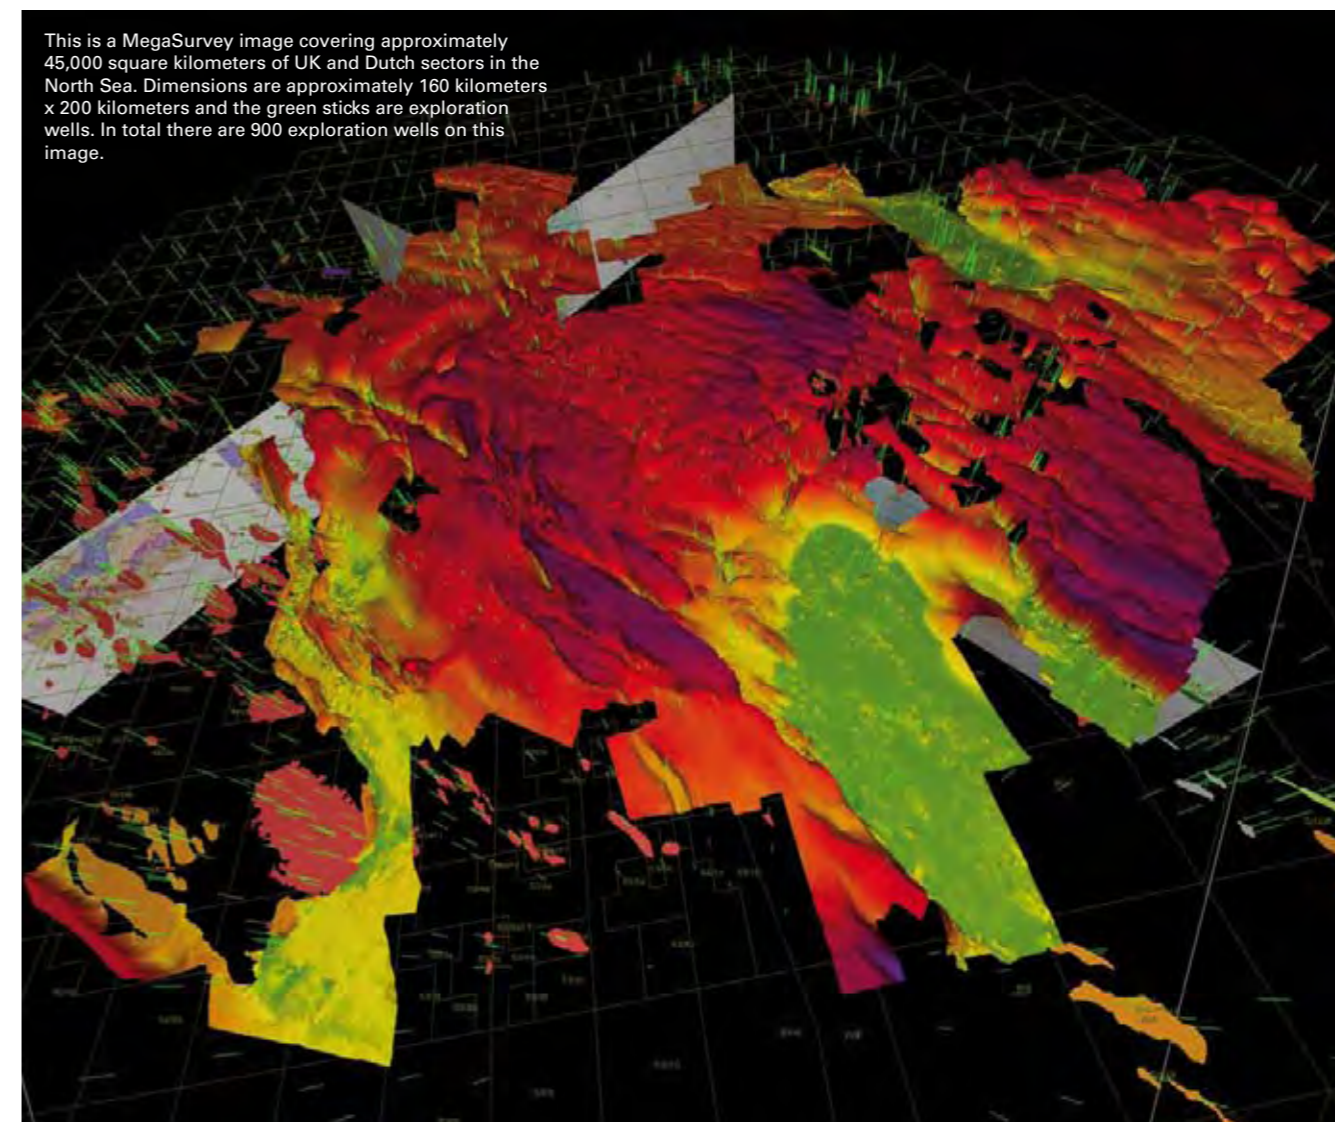 This is a MegaSurvey image covering approximately
45,000 square kilometers of UK and Dutch sectors in the
North Sea. Dimensions are approximately 160 kilometers
x 200 kilometers and the green sticks are exploration
wells. In total there are 900 exploration wells on this
image.